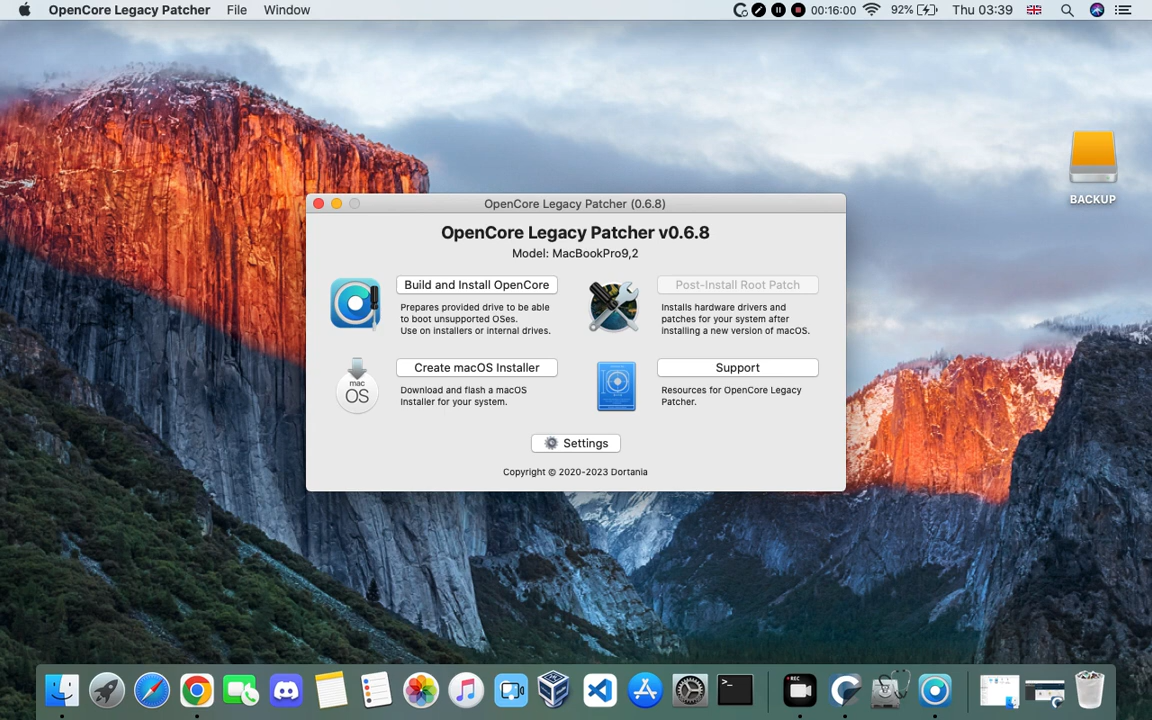 OpenCore Legacy Patcher File Window 00:16:00 92% Thu 03:39
BACKUP
OpenCore Legacy Patcher (0.6.8)
OpenCore Legacy Patcher v0.6.8
Model: MacBookPro9,2
Build and Install OpenCore
Prepares provided drive to be able
to boot unsupported OSes.
Use on installers or internal drives.
Post-Install Root Patch
Installs hardware drivers and
patches for your system after
installing a new version of macOS.
mac
OS
Create macOS Installer
Download and flash a macOS
Installer for your system.
Support
Resources for OpenCore Legacy
Patcher.
Settings
Copyright © 2020-2023 Dortania
>_
REC